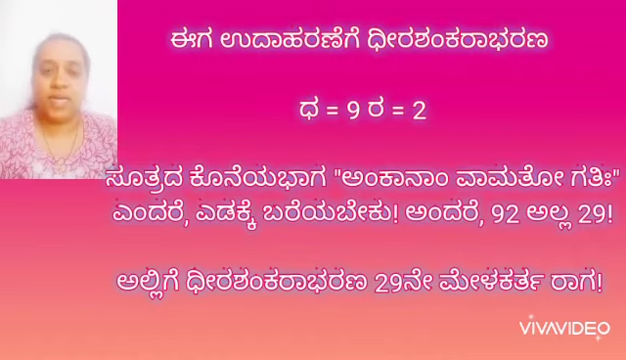 ಈಗ ಉದಾಹರಣೆಗೆ ಧೀರಶಂಕರಾಭರಣ
ಧ = 9 ರ = 2
ಸೂತ್ರದ ಕೊನೆಯಭಾಗ "ಅಂಕಾನಾಂ ವಾಮತೋ ಗತಿಃ"
ಎಂದರೆ, ಎಡಕ್ಕೆ ಬರೆಯಬೇಕು! ಅಂದರೆ, 92 ಅಲ್ಲ 29!
ಅಲ್ಲಿಗೆ ಧೀರಶಂಕರಾಭರಣ 29ನೇ ಮೇಳಕರ್ತ ರಾಗ!
VIVAVIDEO